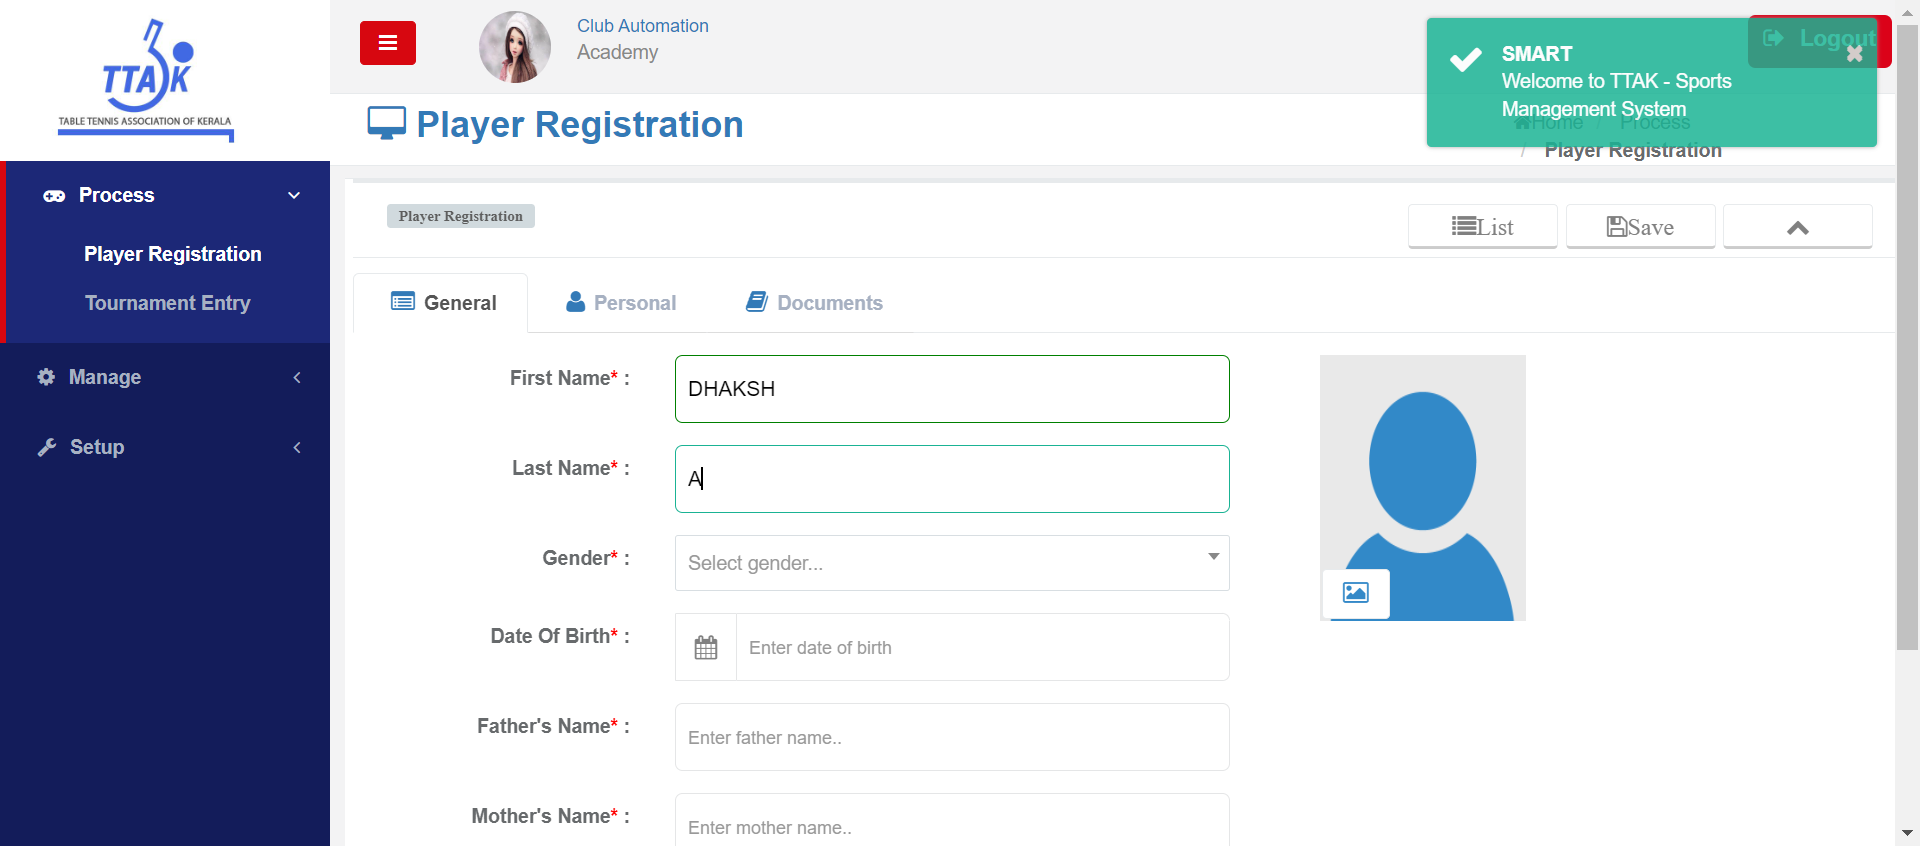 TTAK
TABLE TENNIS ASSOCIATION OF KERALA
Process
Player Registration
Tournament Entry
Manage
Setup
Club Automation
Academy
Logout
SMART
Welcome to TTAK - Sports
Management System
Player Registration
Home / Process
/ Player Registration
Player Registration
List
Save
General
Personal
Documents
First Name* :
DHAKSH
Last Name* :
A
Gender* :
Select gender...
Date Of Birth* :
Enter date of birth
Father's Name* :
Enter father name..
Mother's Name* :
Enter mother name..